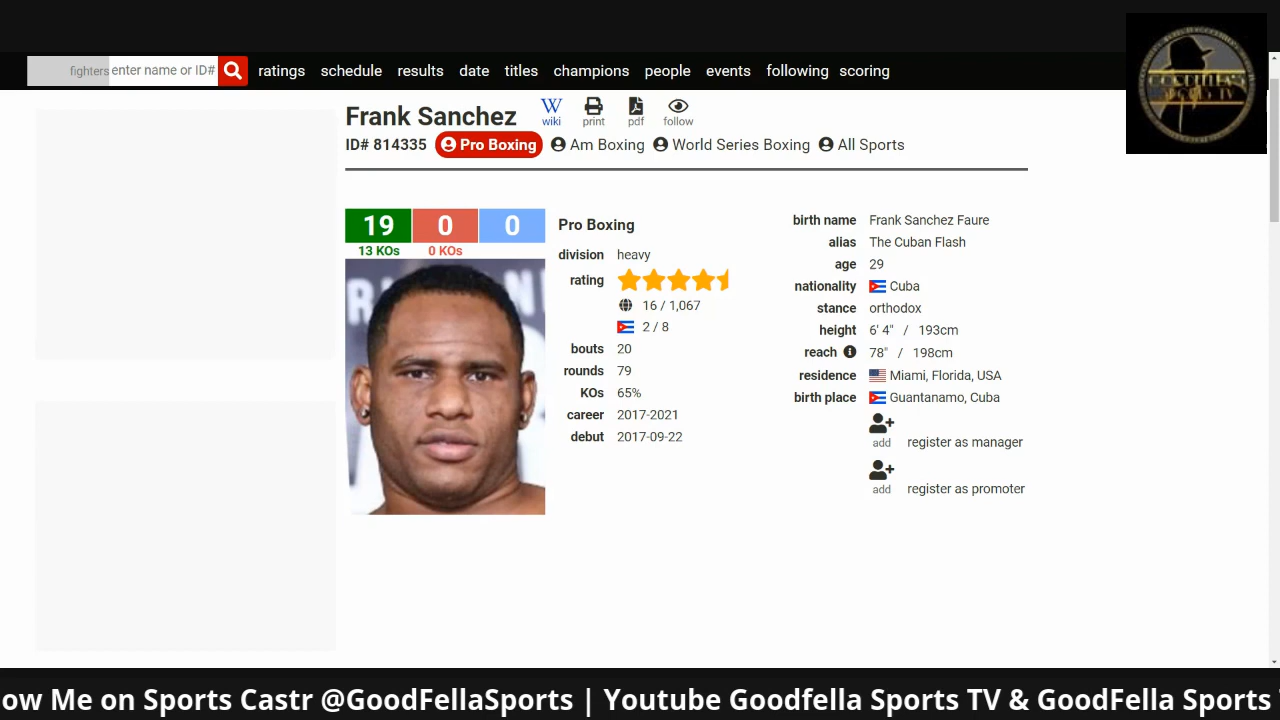 GOODFELLAS
SPORTS TV
fighters enter name or ID# ratings schedule results date titles champions people events following scoring
Frank Sanchez
wiki print pdf follow
ID# 814335 Pro Boxing Am Boxing World Series Boxing All Sports
19 0 0
13 KOs 0 KOs
Pro Boxing
division heavy
rating
16 / 1,067
2 / 8
bouts 20
rounds 79
KOs 65%
career 2017-2021
debut 2017-09-22
birth name Frank Sanchez Faure
alias The Cuban Flash
age 29
nationality Cuba
stance orthodox
height 6' 4" / 193cm
reach 78" / 198cm
residence Miami, Florida, USA
birth place Guantanamo, Cuba
add register as manager
add register as promoter
ow Me on Sports Castr @GoodFellaSports | Youtube Goodfella Sports TV & GoodFella Sports